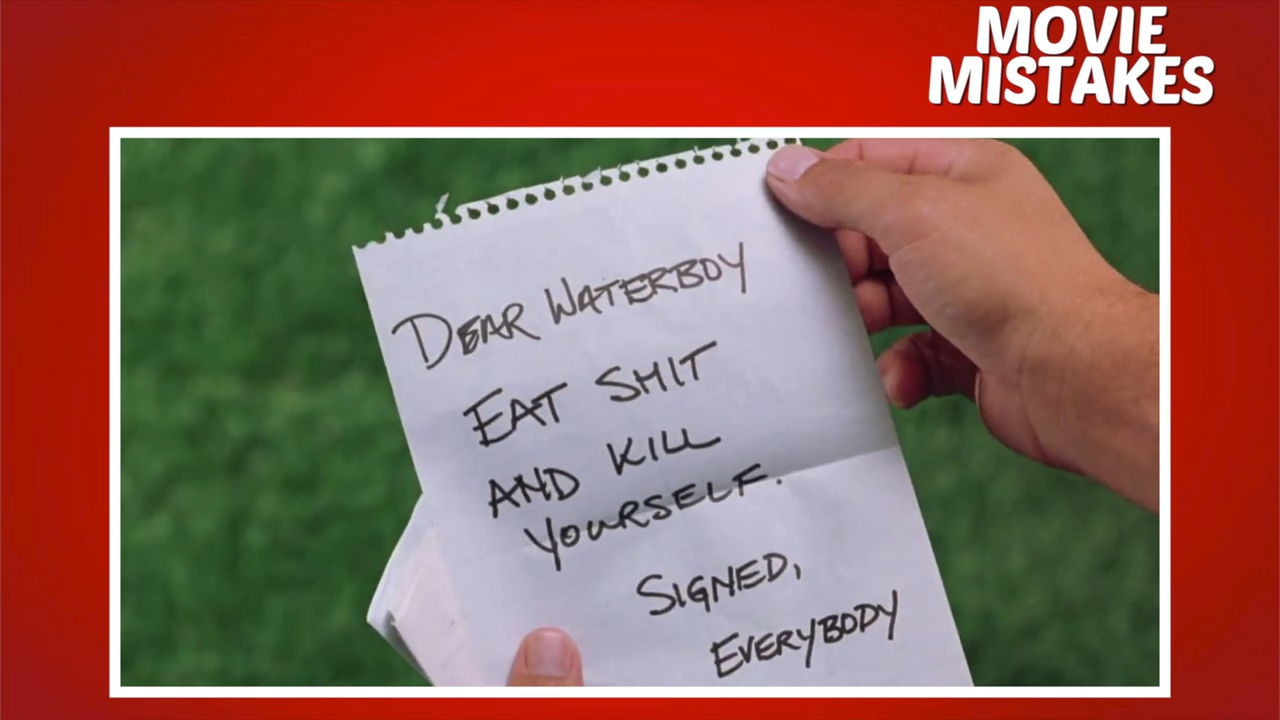 MOVIE
MISTAKES
DEAR WATERBOY
EAT SHIT
AND KILL
YOURSELF.
SIGNED,
EVERYBODY